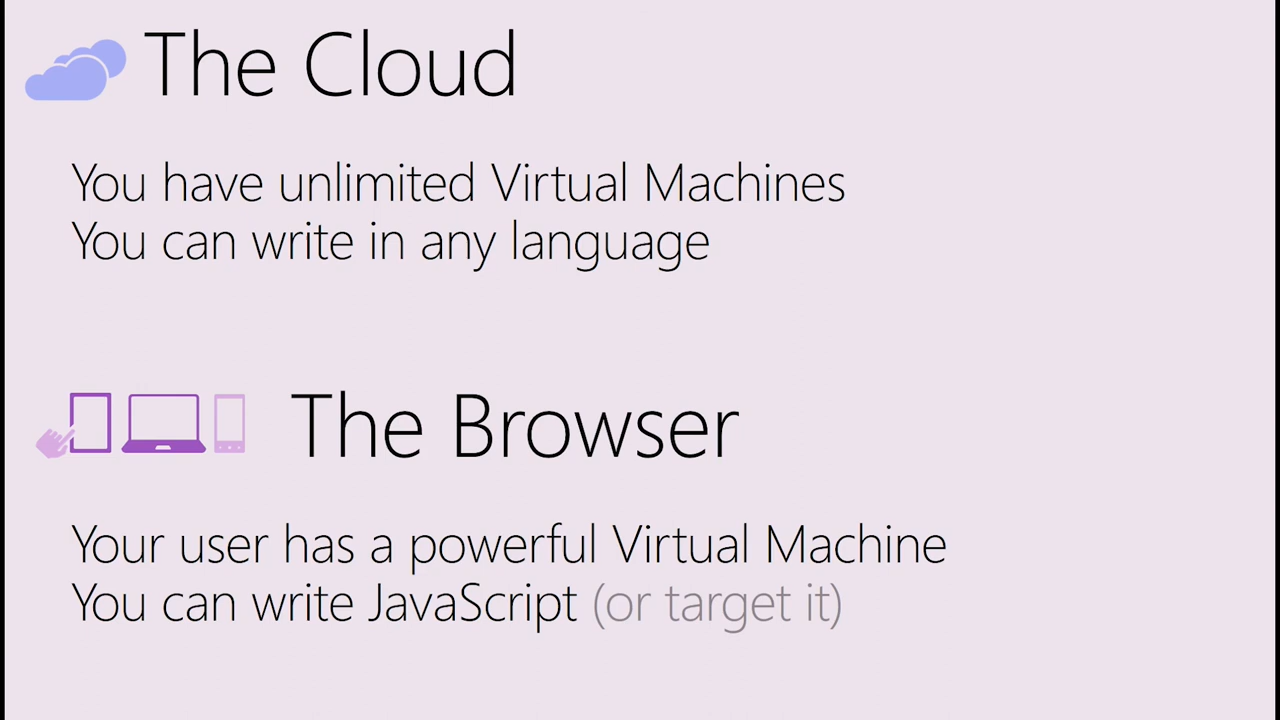 The Cloud
You have unlimited Virtual Machines
You can write in any language
The Browser
Your user has a powerful Virtual Machine
You can write JavaScript (or target it)